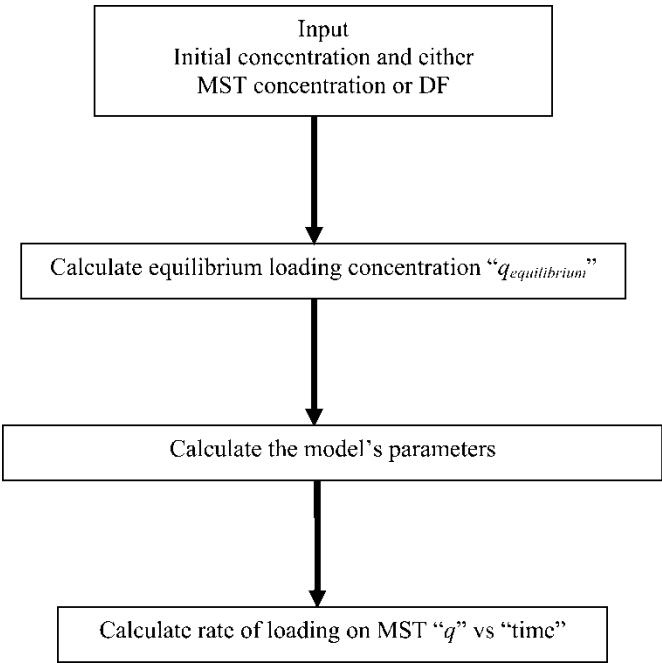 Input
Initial concentration and either
MST concentration or DF
Calculate equilibrium loading concentration “qequilibrium”
Calculate the model’s parameters
Calculate rate of loading on MST “q” vs “time”